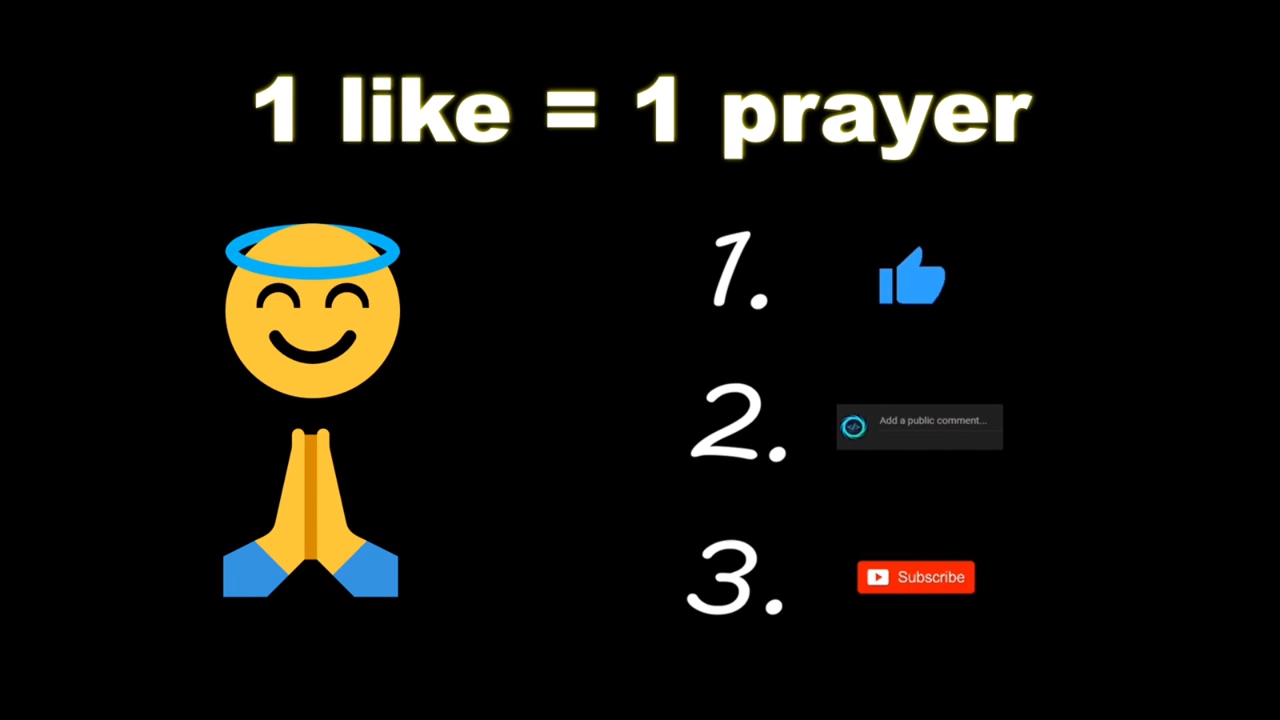 1 like = 1 prayer
1.
2. Add a public comment...
3. Subscribe